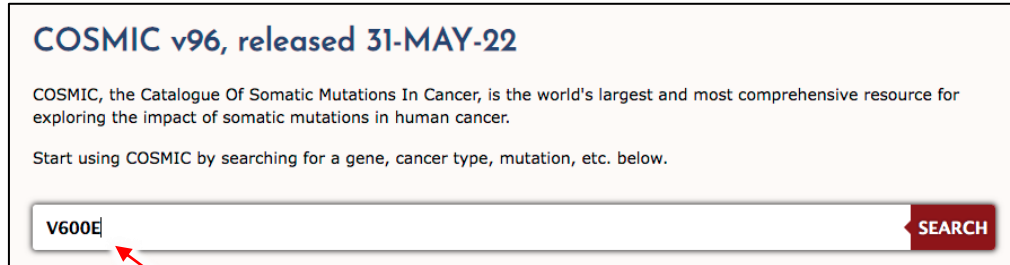 COSMIC v96, released 31-MAY-22
COSMIC, the Catalogue Of Somatic Mutations In Cancer, is the world's largest and most comprehensive resource for
exploring the impact of somatic mutations in human cancer.
Start using COSMIC by searching for a gene, cancer type, mutation, etc. below.
V600E SEARCH